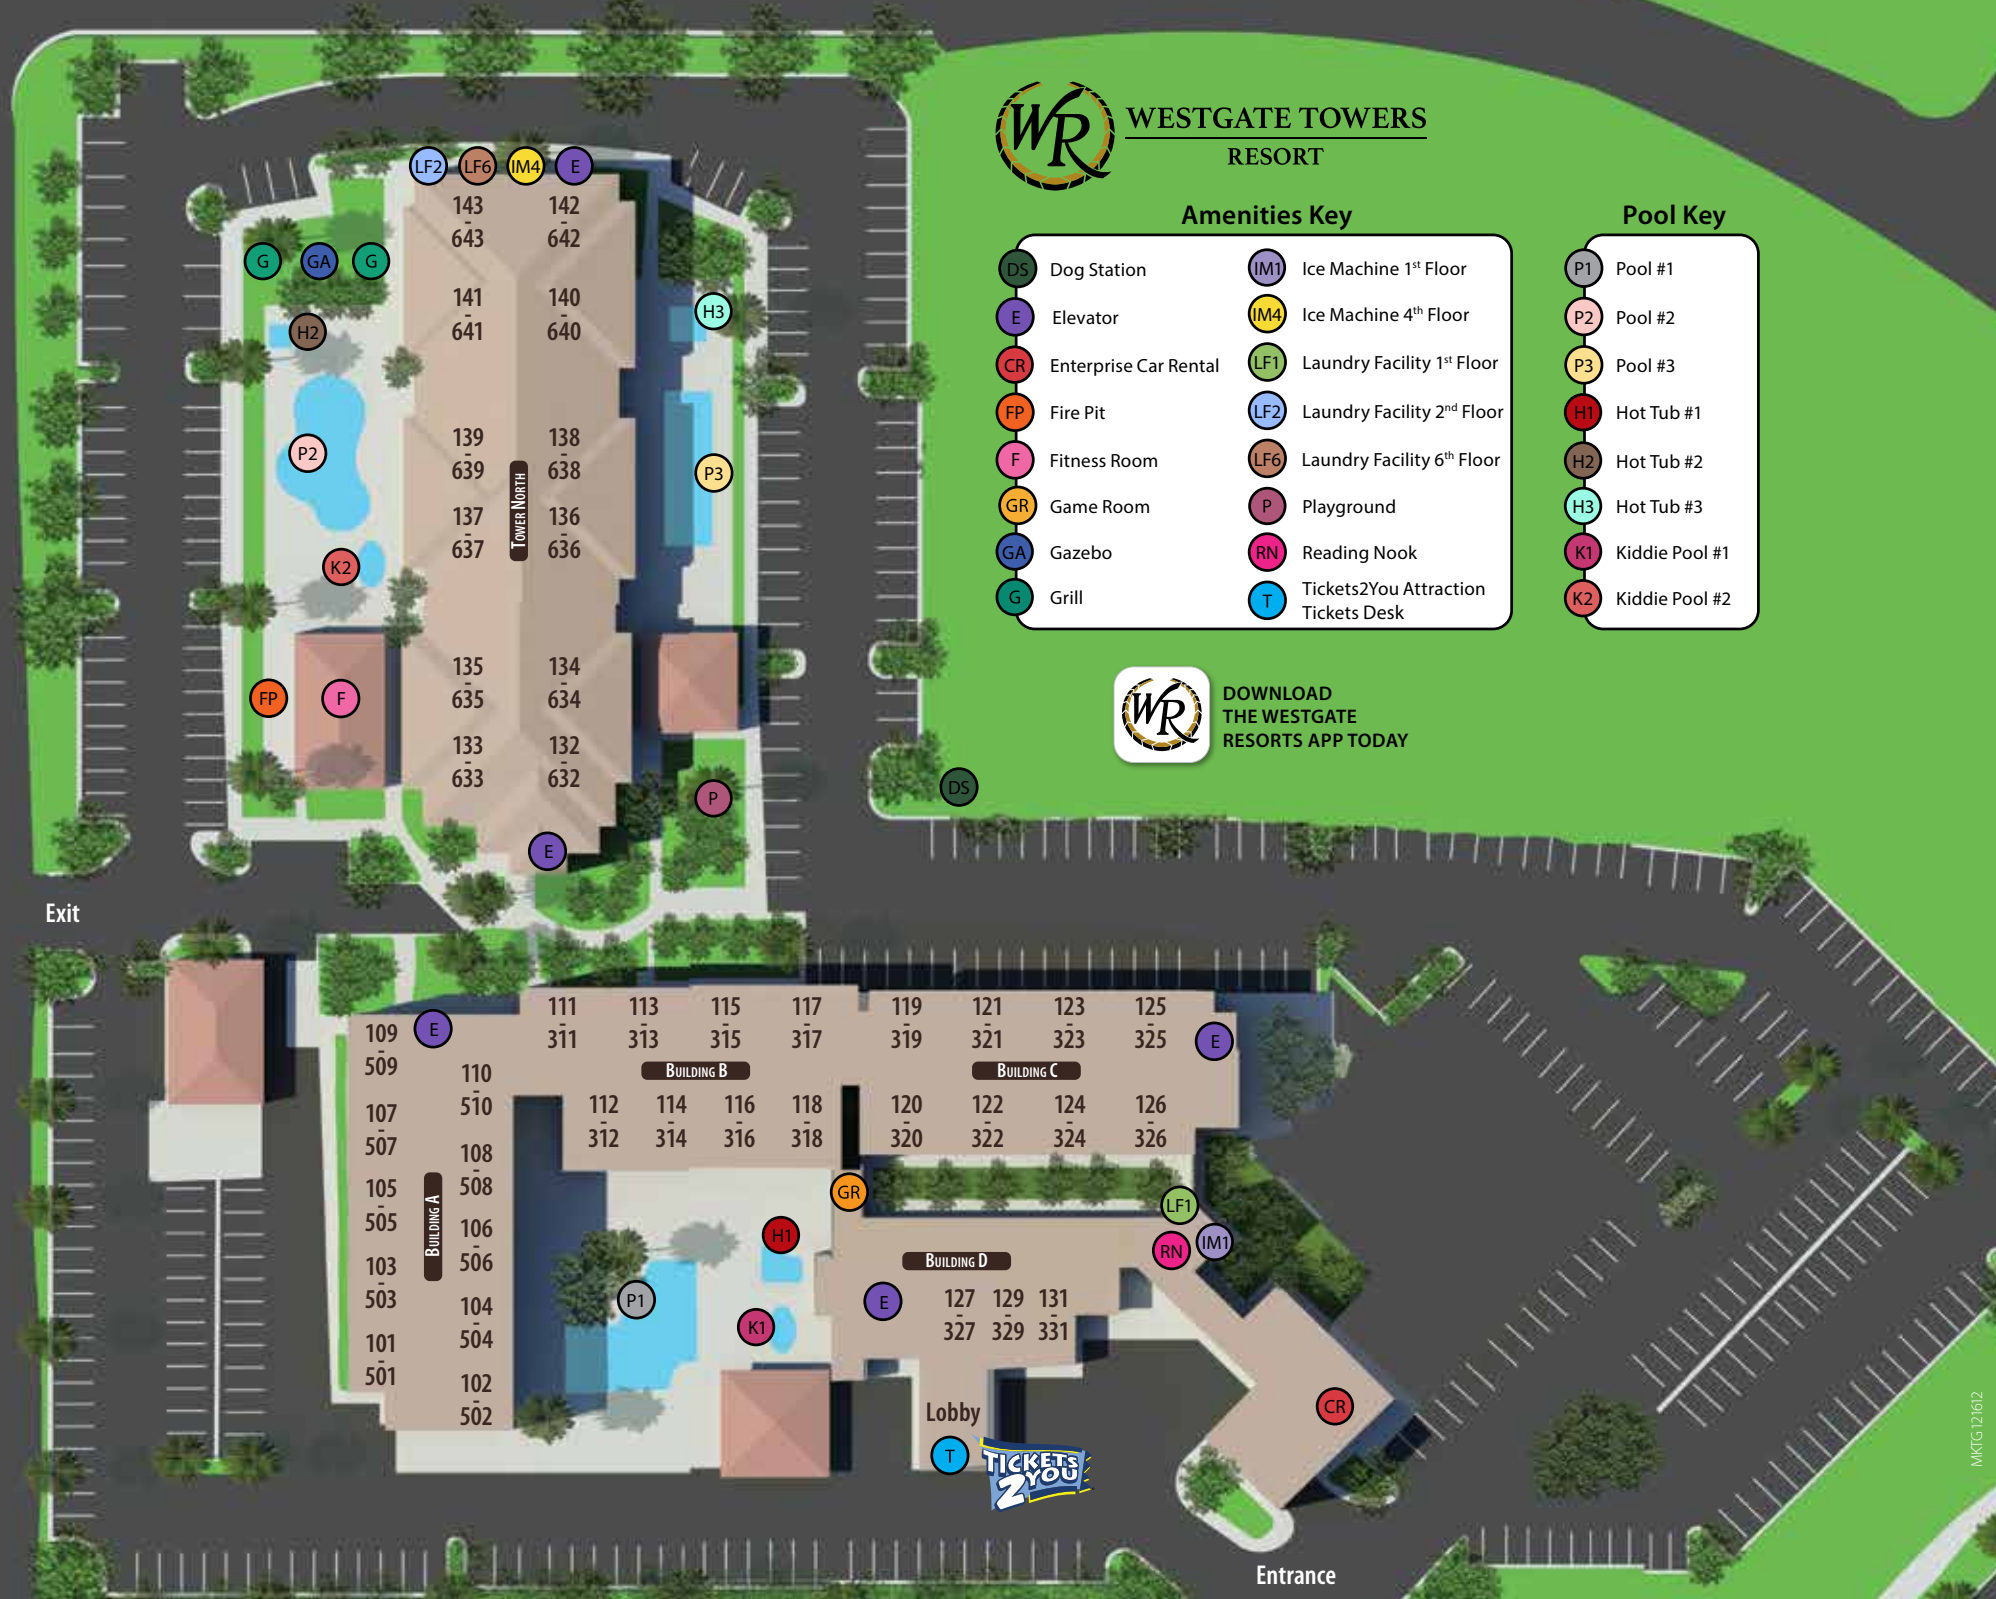 WR
WESTGATE TOWERS
RESORT
Amenities Key
DS Dog Station
E Elevator
CR Enterprise Car Rental
FP Fire Pit
F Fitness Room
GR Game Room
GA Gazebo
G Grill
IM1 Ice Machine 1st Floor
IM4 Ice Machine 4th Floor
LF1 Laundry Facility 1st Floor
LF2 Laundry Facility 2nd Floor
LF6 Laundry Facility 6th Floor
P Playground
RN Reading Nook
T Tickets2You Attraction
Tickets Desk
Pool Key
P1 Pool #1
P2 Pool #2
P3 Pool #3
H1 Hot Tub #1
H2 Hot Tub #2
H3 Hot Tub #3
K1 Kiddie Pool #1
K2 Kiddie Pool #2
WR
DOWNLOAD
THE WESTGATE
RESORTS APP TODAY
DS
LF2 LF6 IM4 E
143 - 643
142 - 642
G GA G
H2
141 - 641
140 - 640
H3
P2
139 - 639
138 - 638
P3
TOWER NORTH
137 - 637
136 - 636
K2
135 - 635
134 - 634
FP
F
133 - 633
132 - 632
P
E
Exit
E
109 - 509
110 - 510
107 - 507
108 - 508
BUILDING A
105 - 505
106 - 506
103 - 503
104 - 504
101 - 501
102 - 502
111 - 311
113 - 313
115 - 315
117 - 317
BUILDING B
112 - 312
114 - 314
116 - 316
118 - 318
119 - 319
121 - 321
123 - 323
125 - 325
E
BUILDING C
120 - 320
122 - 322
124 - 324
126 - 326
GR
LF1
H1
RN
IM1
BUILDING D
P1
K1
E
127 - 327
129 - 329
131 - 331
Lobby
T
TICKETS
2YOU
CR
Entrance
MKTG 121612